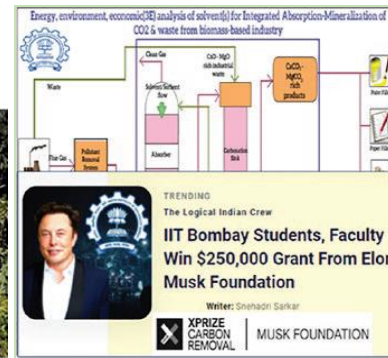 Energy, environment, economic(3E) analysis of solvent(s) for Integrated Absorption-Mineralization of
CO2 & waste from biomass-based industry
Clean Gas
CaO - MgO
rich industrial
waste
CaCO3 -
MgCO3
rich
products
Waste
Solvent/Sorbent
flow
Flue Gas
Pollutant
Removal
System
Absorber
Carbonation
Sink
TRENDING
The Logical Indian Crew
IIT Bombay Students, Faculty
Win $250,000 Grant From Elon
Musk Foundation
Writer: Snehadri Sarkar
XPRIZE
CARBON
REMOVAL
MUSK FOUNDATION